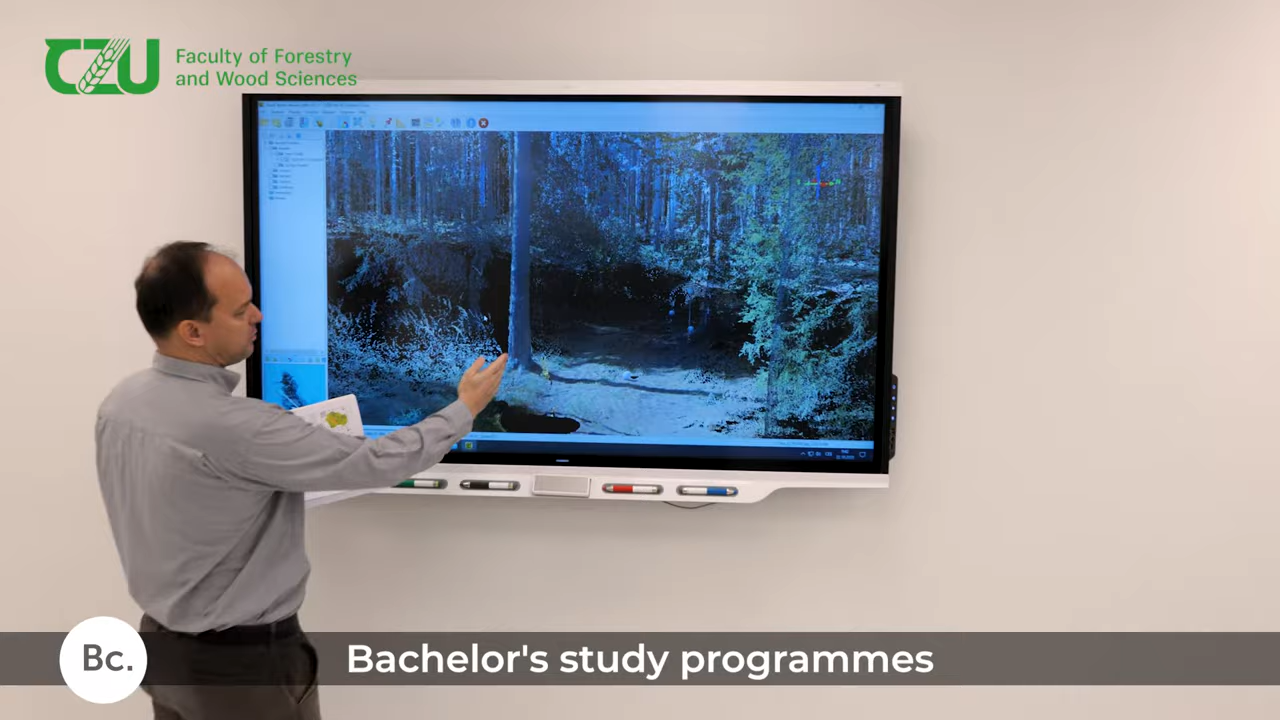 CZU
Faculty of Forestry
and Wood Sciences
Bc.
Bachelor's study programmes